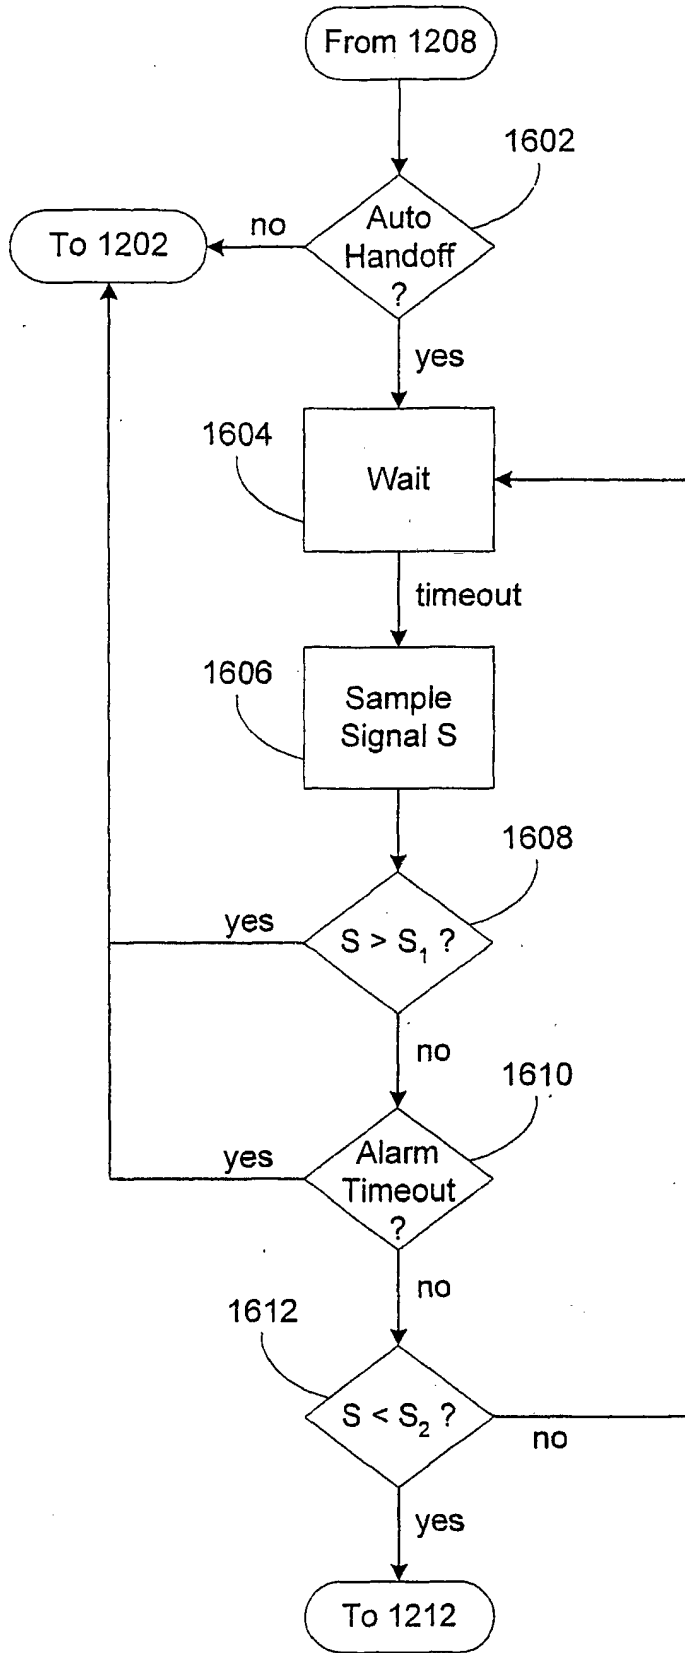 From 1208
1602
Auto
Handoff
?
no
To 1202
yes
1604
Wait
timeout
1606
Sample
Signal S
1608
S > S₁ ?
yes
no
1610
Alarm
Timeout
?
yes
no
1612
S < S₂ ?
no
yes
To 1212